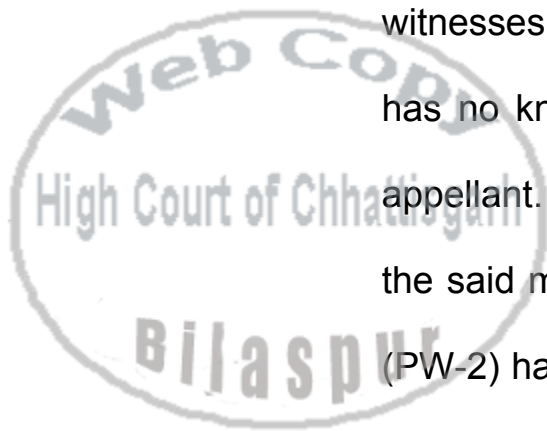 witnesses
has no kn
appellant.
the said m
(PW-2) ha
Web Copy
High Court of Chhattisgarh
Bilaspur